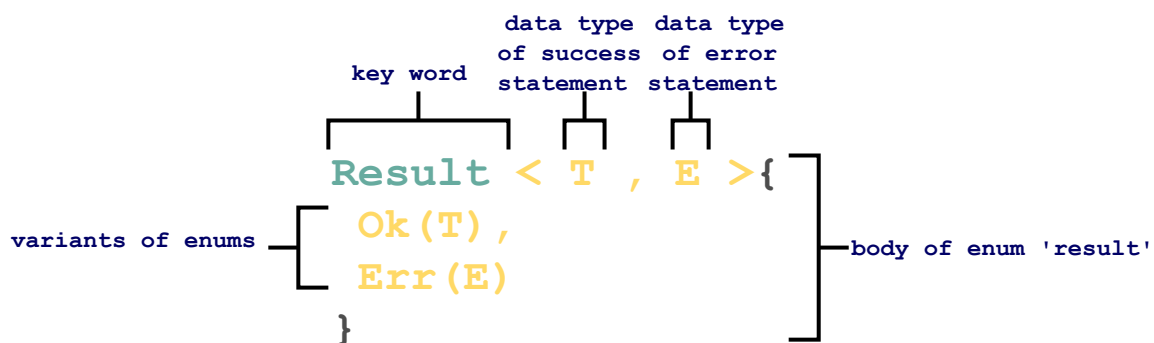 data type of success statement
data type of error statement
key word
Result < T , E >{
Ok(T),
Err(E)
}
variants of enums
body of enum 'result'